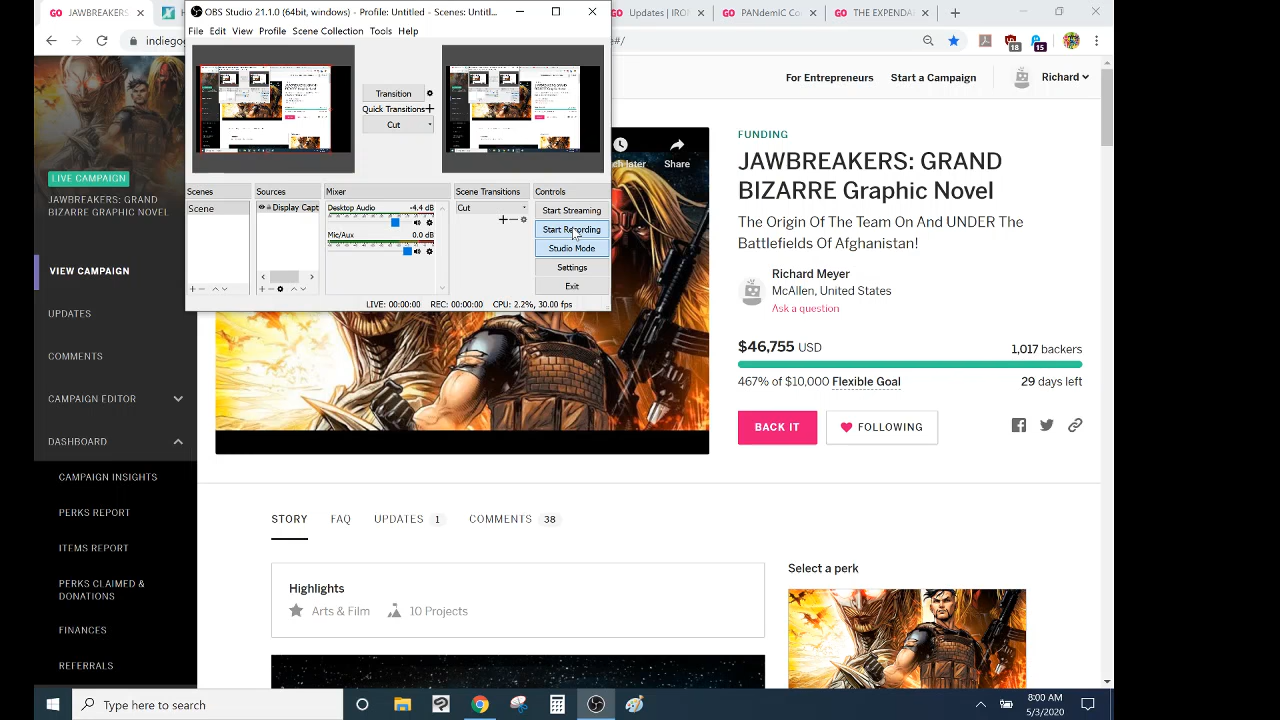 JAWBREAKERS:
OBS Studio 21.1.0 (64bit, windows) - Profile: Untitled - Scenes: Untitl...
Updates | IRO
PANdemIC Co
THE EXPENDA
indiegog
e#/
18
15
File Edit View Profile Scene Collection Tools Help
For Entrepreneurs
Start a Campaign
Richard
Transition
Quick Transitions
Cut
ch later
Share
LIVE CAMPAIGN
JAWBREAKERS: GRAND
BIZARRE GRAPHIC NOVEL
Scenes
Sources
Mixer
Scene Transitions
Controls
Scene
Display Capt
Desktop Audio
-4.4 dB
Mic/Aux
0.0 dB
Cut
Start Streaming
Start Recording
Studio Mode
Settings
Exit
LIVE: 00:00:00
REC: 00:00:00
CPU: 2.2%, 30.00 fps
FUNDING
JAWBREAKERS: GRAND
BIZARRE Graphic Novel
The Origin Of The Team On And UNDER The
Battlefields Of Afghanistan!
Richard Meyer
McAllen, United States
Ask a question
$46,755 USD
1,017 backers
467% of $10,000 Flexible Goal
29 days left
BACK IT
FOLLOWING
VIEW CAMPAIGN
UPDATES
COMMENTS
CAMPAIGN EDITOR
DASHBOARD
CAMPAIGN INSIGHTS
PERKS REPORT
ITEMS REPORT
PERKS CLAIMED &
DONATIONS
FINANCES
REFERRALS
STORY
FAQ
UPDATES 1
COMMENTS 38
Highlights
Arts & Film
10 Projects
Select a perk
Type here to search
8:00 AM
5/3/2020